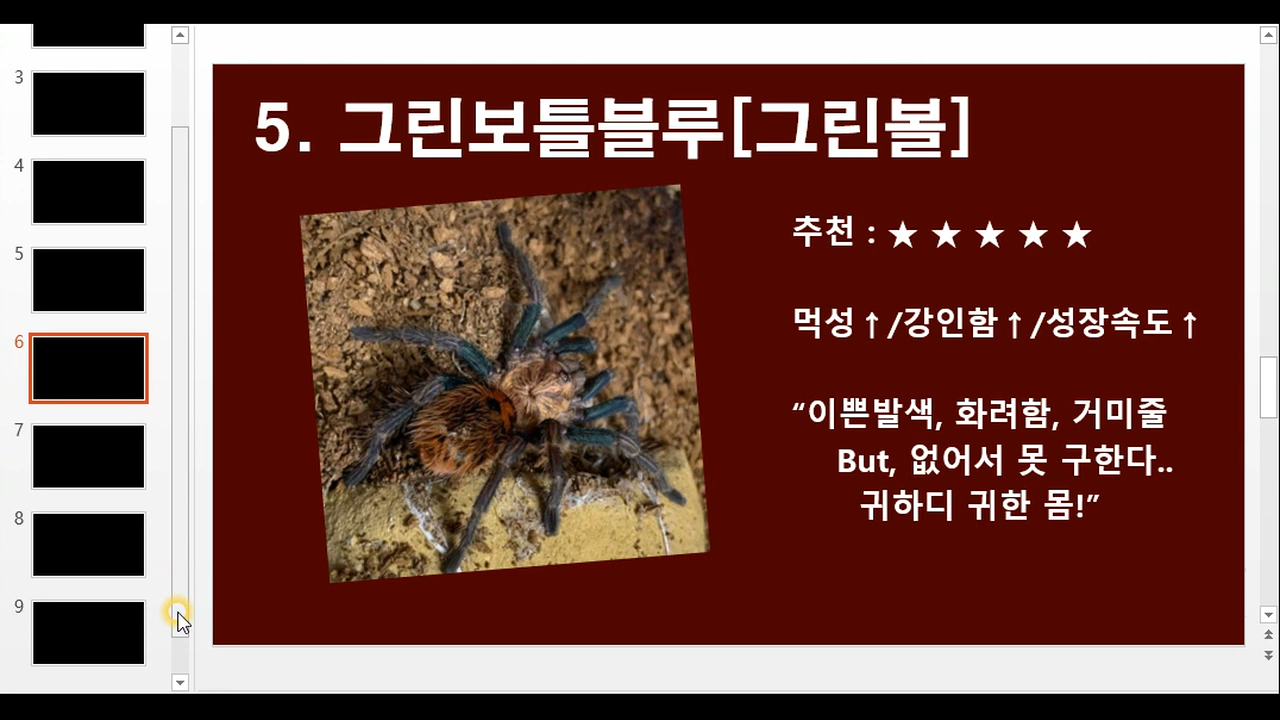 3
4
5
6
7
8
9
5. 그린보틀블루[그린볼]
추천 : ★ ★ ★ ★ ★
먹성↑/강인함↑/성장속도↑
“이쁜발색, 화려함, 거미줄
But, 없어서 못 구한다..
귀하디 귀한 몸!”